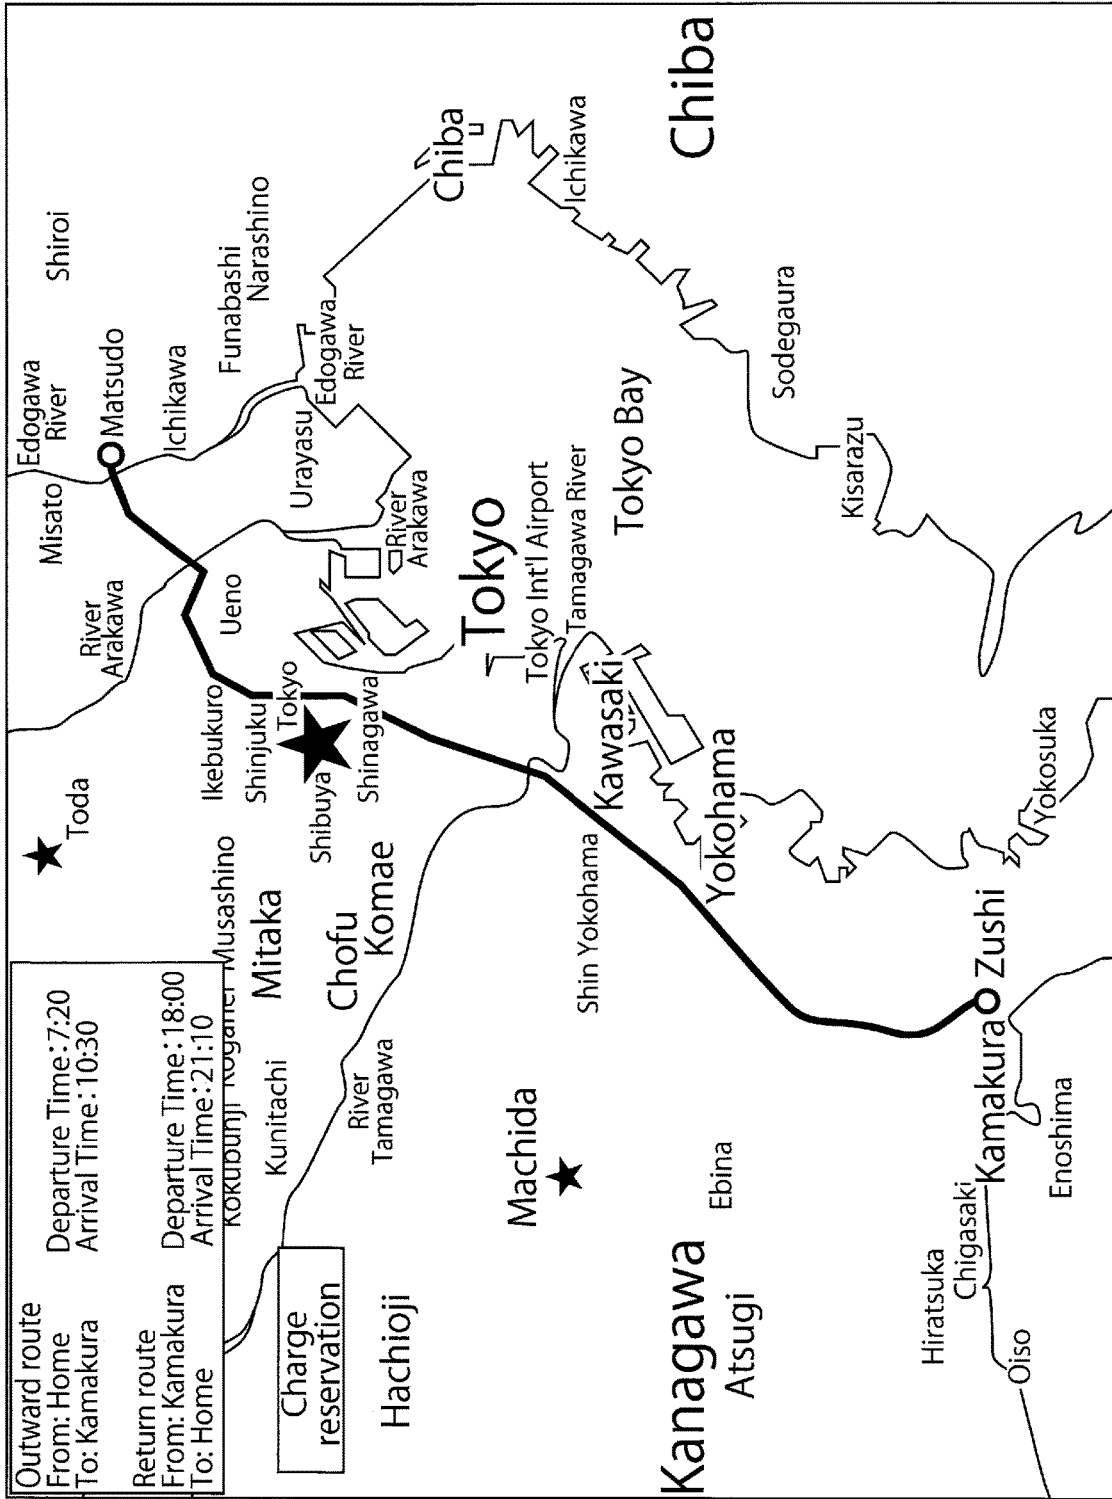 Outward route
From: Home Departure Time:7:20
To: Kamakura Arrival Time:10:30
Return route
From: Kamakura Departure Time:18:00
To: Home Arrival Time:21:10
Charge
reservation
Toda
Misato
Edogawa
River
Shiroi
Matsudo
River
Arakawa
Ichikawa
Kokubunji Koganei Musashino
Ikebukuro
Ueno
Funabashi
Narashino
Kunitachi
Mitaka
Shinjuku
Tokyo
Urayasu
Edogawa
River
Shibuya
Chofu
Komae
Shinagawa
River
Tamagawa
River
Arakawa
Hachioji
Chiba
Tokyo
Machida
Tokyo Int'l Airport
Tamagawa River
Ichikawa
Shin Yokohama
Kawasaki
Tokyo Bay
Chiba
Kanagawa
Atsugi
Ebina
Yokohama
Sodegaura
Kisarazu
Hiratsuka
Chigasaki
Kamakura
Zushi
Yokosuka
Oiso
Enoshima